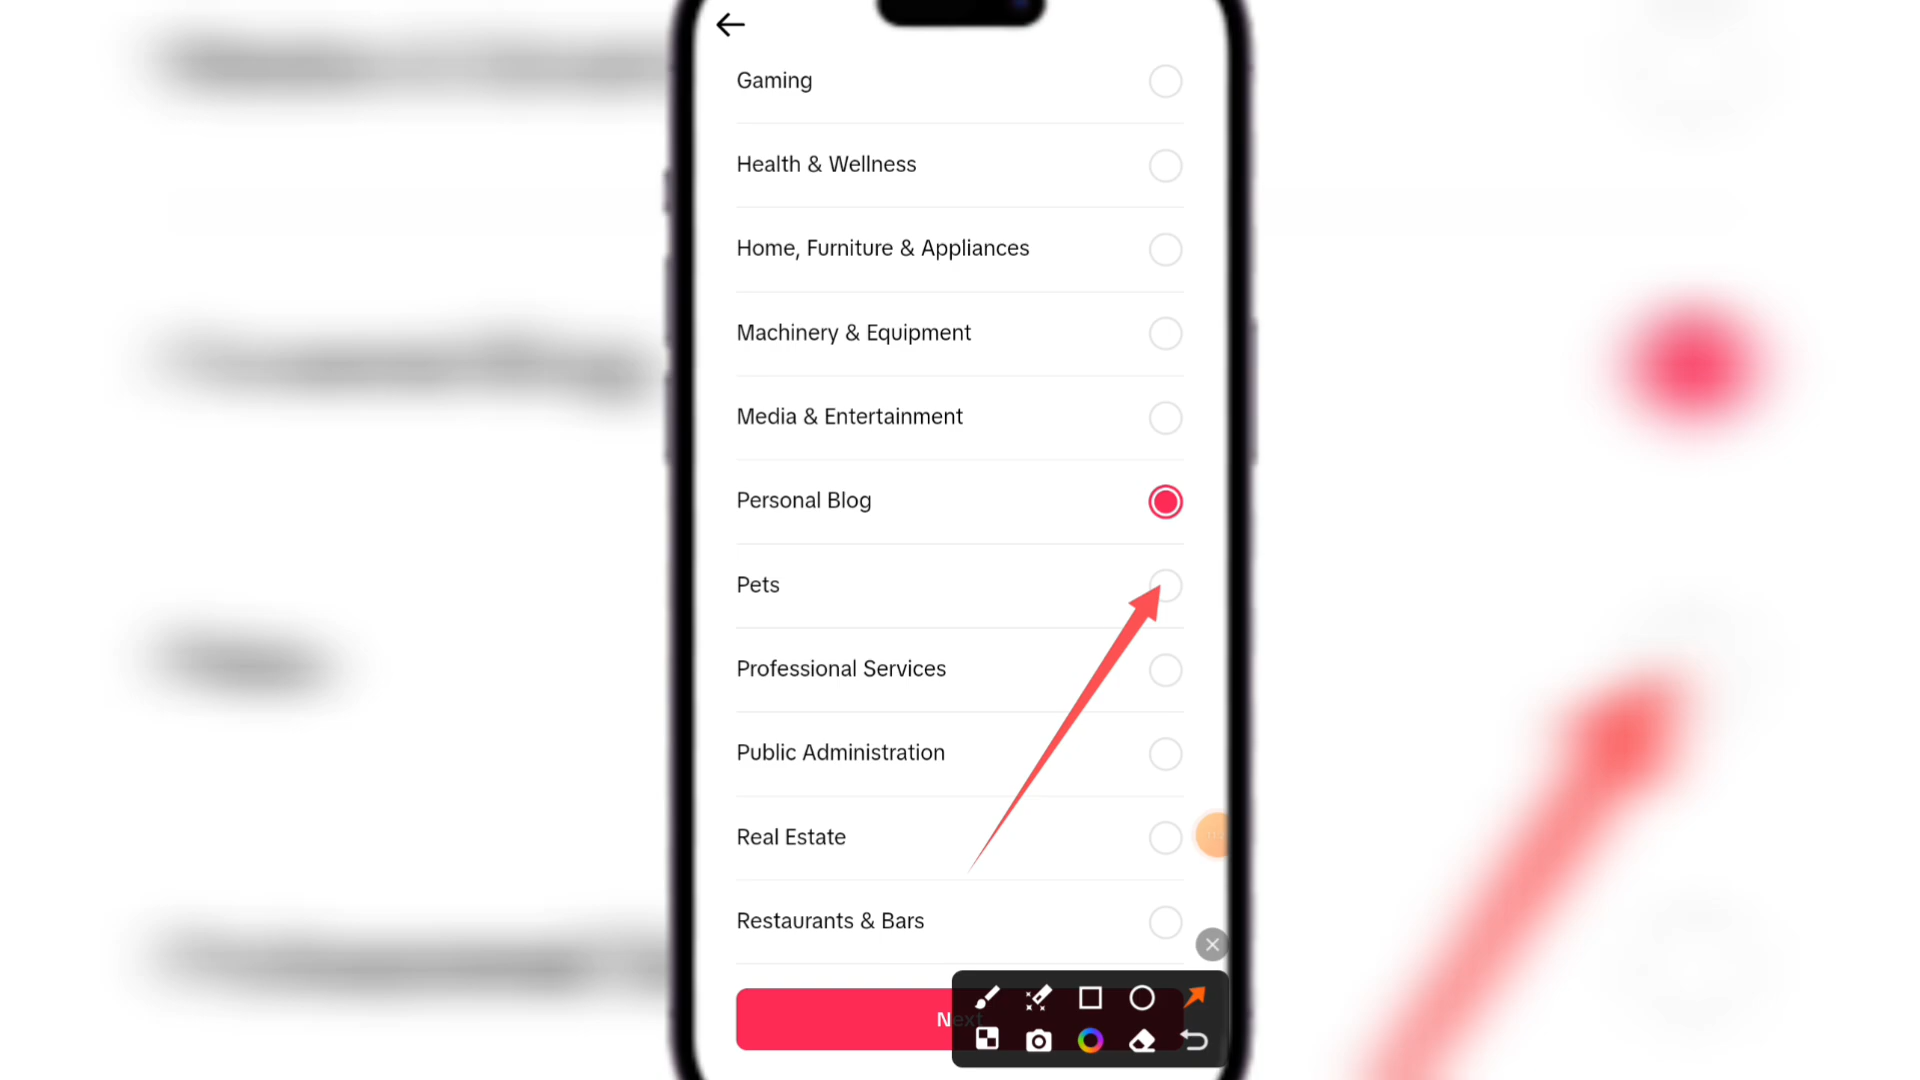 Gaming
Health & Wellness
Home, Furniture & Appliances
Machinery & Equipment
Media & Entertainment
Personal Blog
Pets
Professional Services
Public Administration
Real Estate
Restaurants & Bars
Next